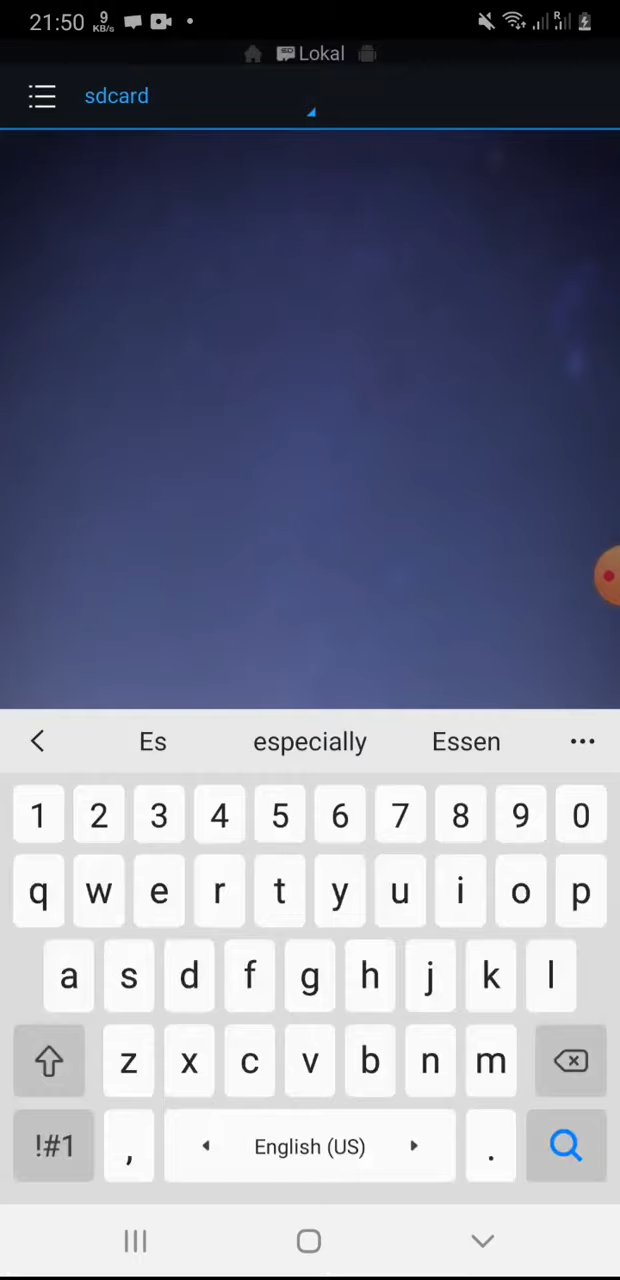 21:50 9 KB/s R
Lokal
sdcard
Es especially Essen ...
1 2 3 4 5 6 7 8 9 0
q w e r t y u i o p
a s d f g h j k l
z x c v b n m
!#1 , English (US) .